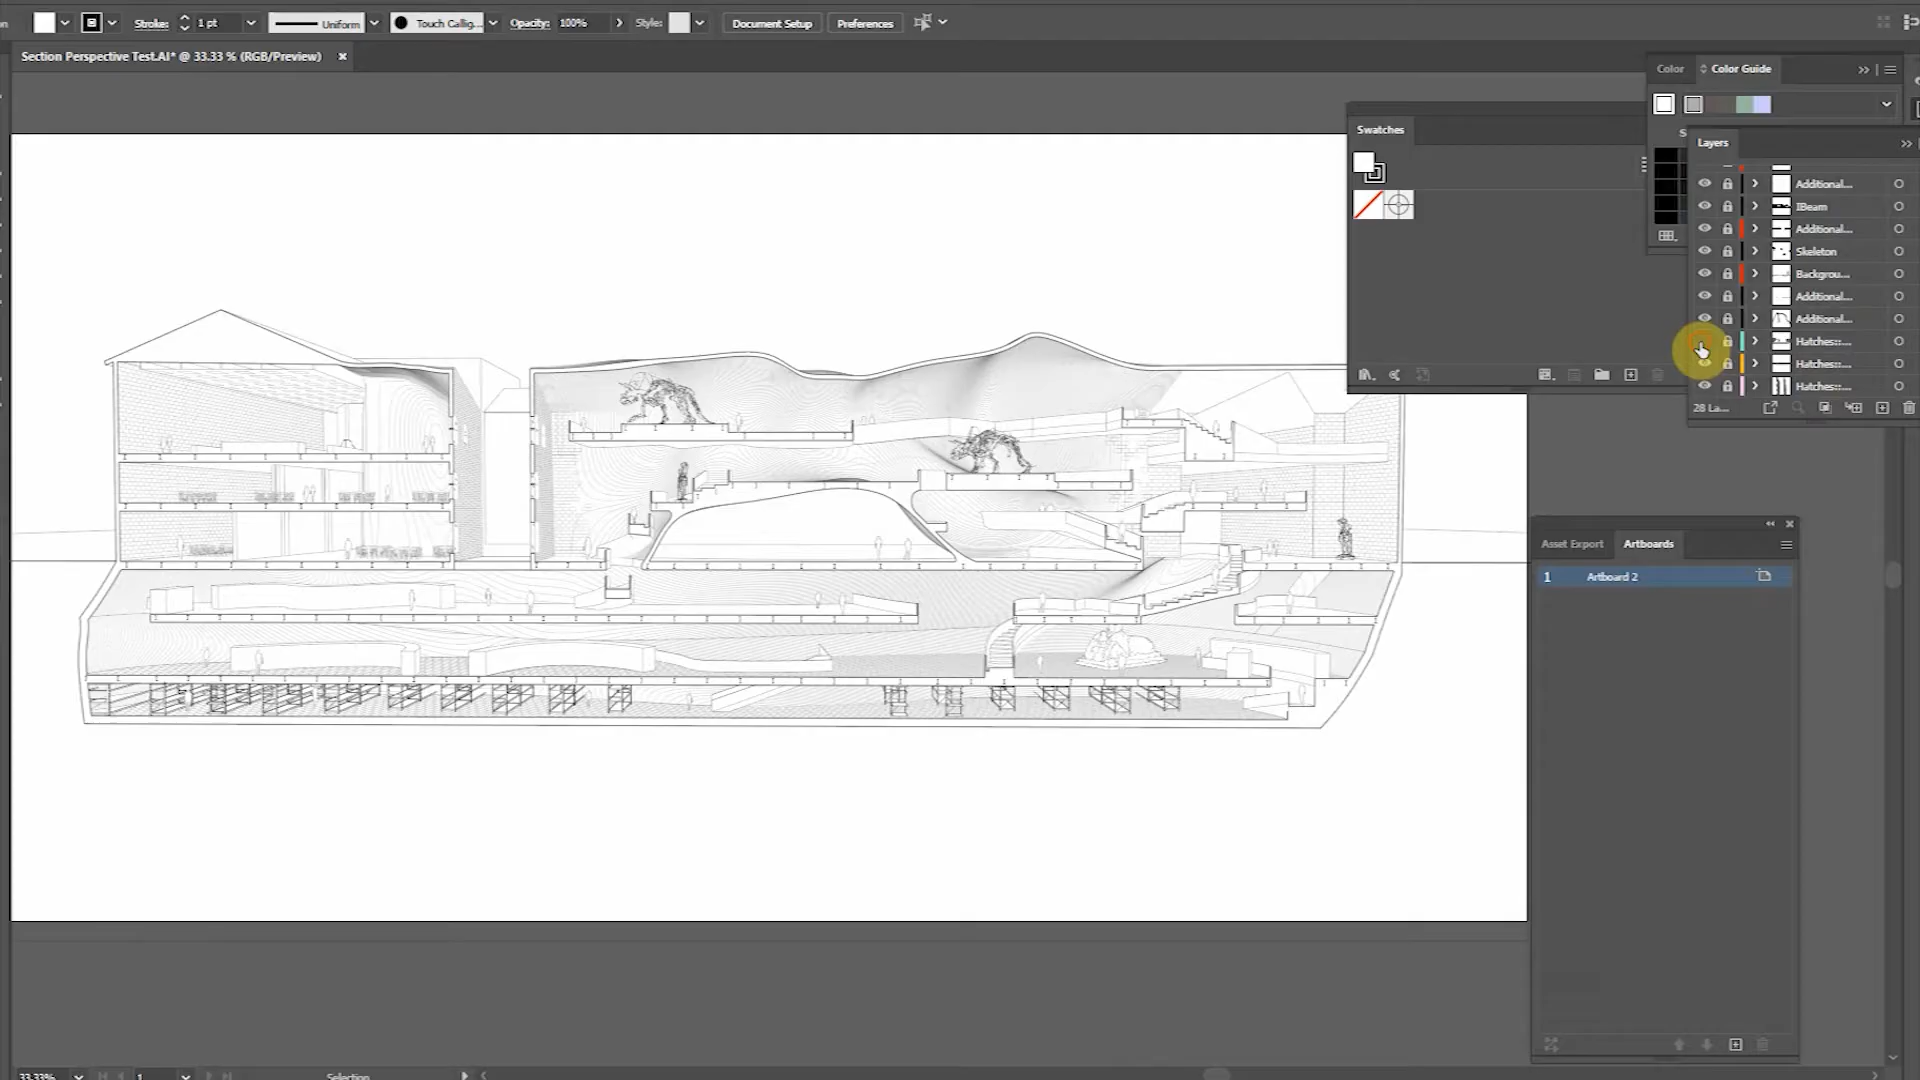 Stroke: 1 pt Uniform Touch Callig... Opacity: 100% Style: Document Setup Preferences
Section Perspective Test.AI* @ 33.33 % (RGB/Preview)
Color Color Guide
Swatches
Layers
Additional...
IBeam
Additional...
Skeleton
Backgrou...
Additional...
Additional...
Hatches::...
Hatches::...
Hatches::...
28 La...
Asset Export Artboards
1 Artboard 2
33.33% 1 Selection